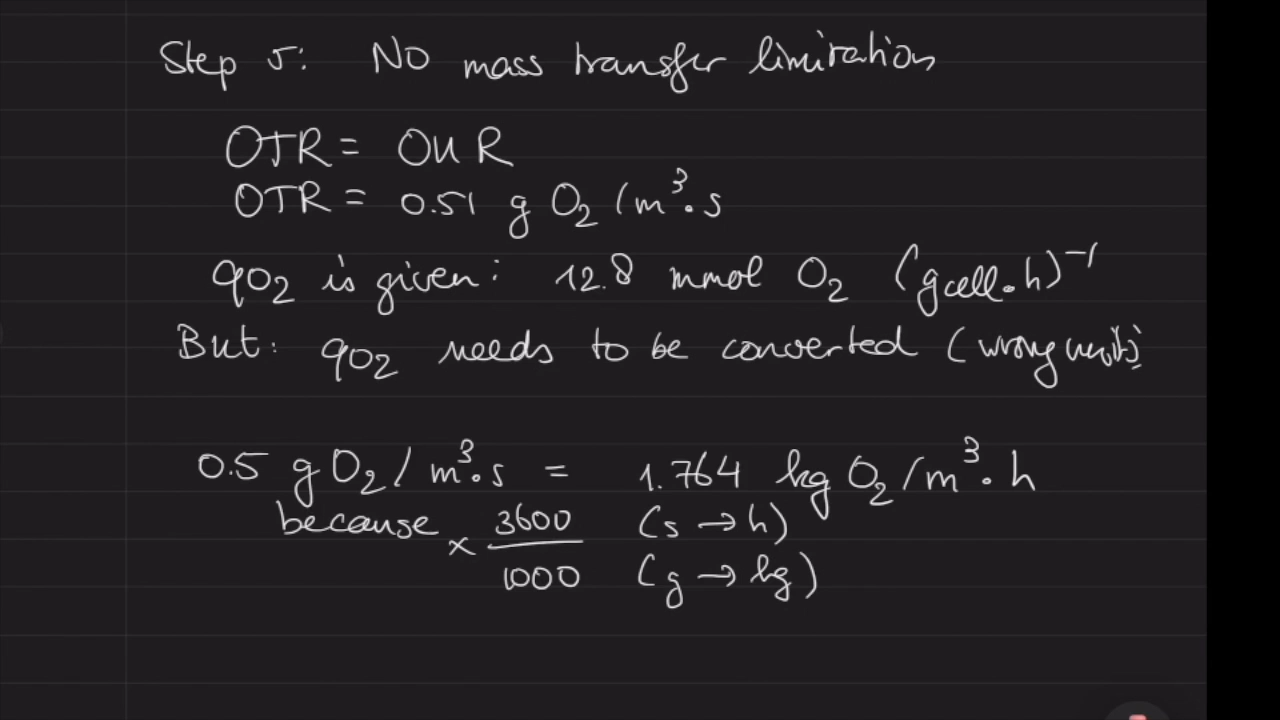 Step 5: No mass transfer limitation
OTR = OUR
OTR = 0.51 g O₂ / m³·s
qO₂ is given: 12.8 mmol O₂ (gcell·h)⁻¹
But: qO₂ needs to be converted (wrong units)
0.5 g O₂ / m³·s = 1.764 kg O₂ / m³·h
because × 3600 (s → h)
1000 (g → kg)